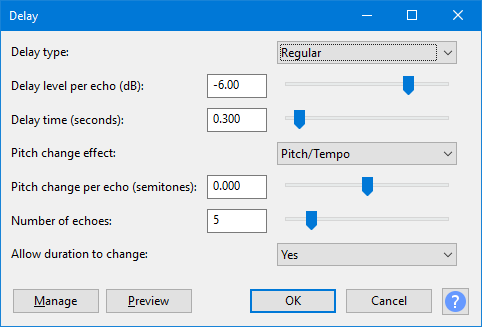 Delay
Delay type: Regular
Delay level per echo (dB): -6.00
Delay time (seconds): 0.300
Pitch change effect: Pitch/Tempo
Pitch change per echo (semitones): 0.000
Number of echoes: 5
Allow duration to change: Yes
Manage Preview OK Cancel ?